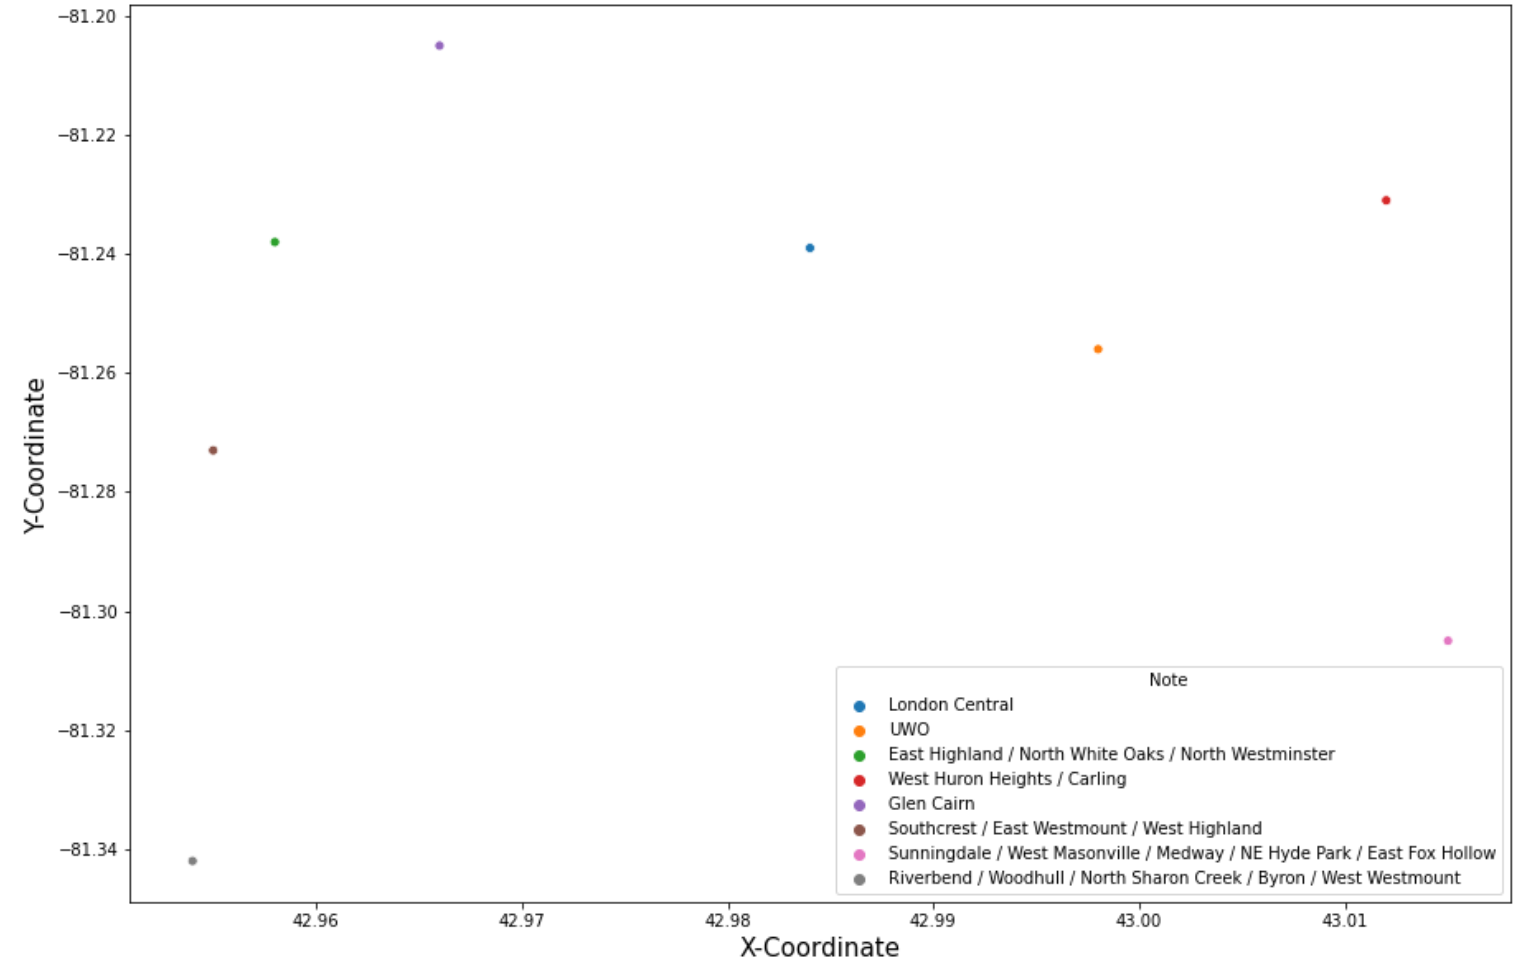 −81.20
−81.22
−81.24
−81.26
−81.28
−81.30
−81.32
−81.34
Y-Coordinate
Note
London Central
UWO
East Highland / North White Oaks / North Westminster
West Huron Heights / Carling
Glen Cairn
Southcrest / East Westmount / West Highland
Sunningdale / West Masonville / Medway / NE Hyde Park / East Fox Hollow
Riverbend / Woodhull / North Sharon Creek / Byron / West Westmount
42.96 42.97 42.98 42.99 43.00 43.01
X-Coordinate